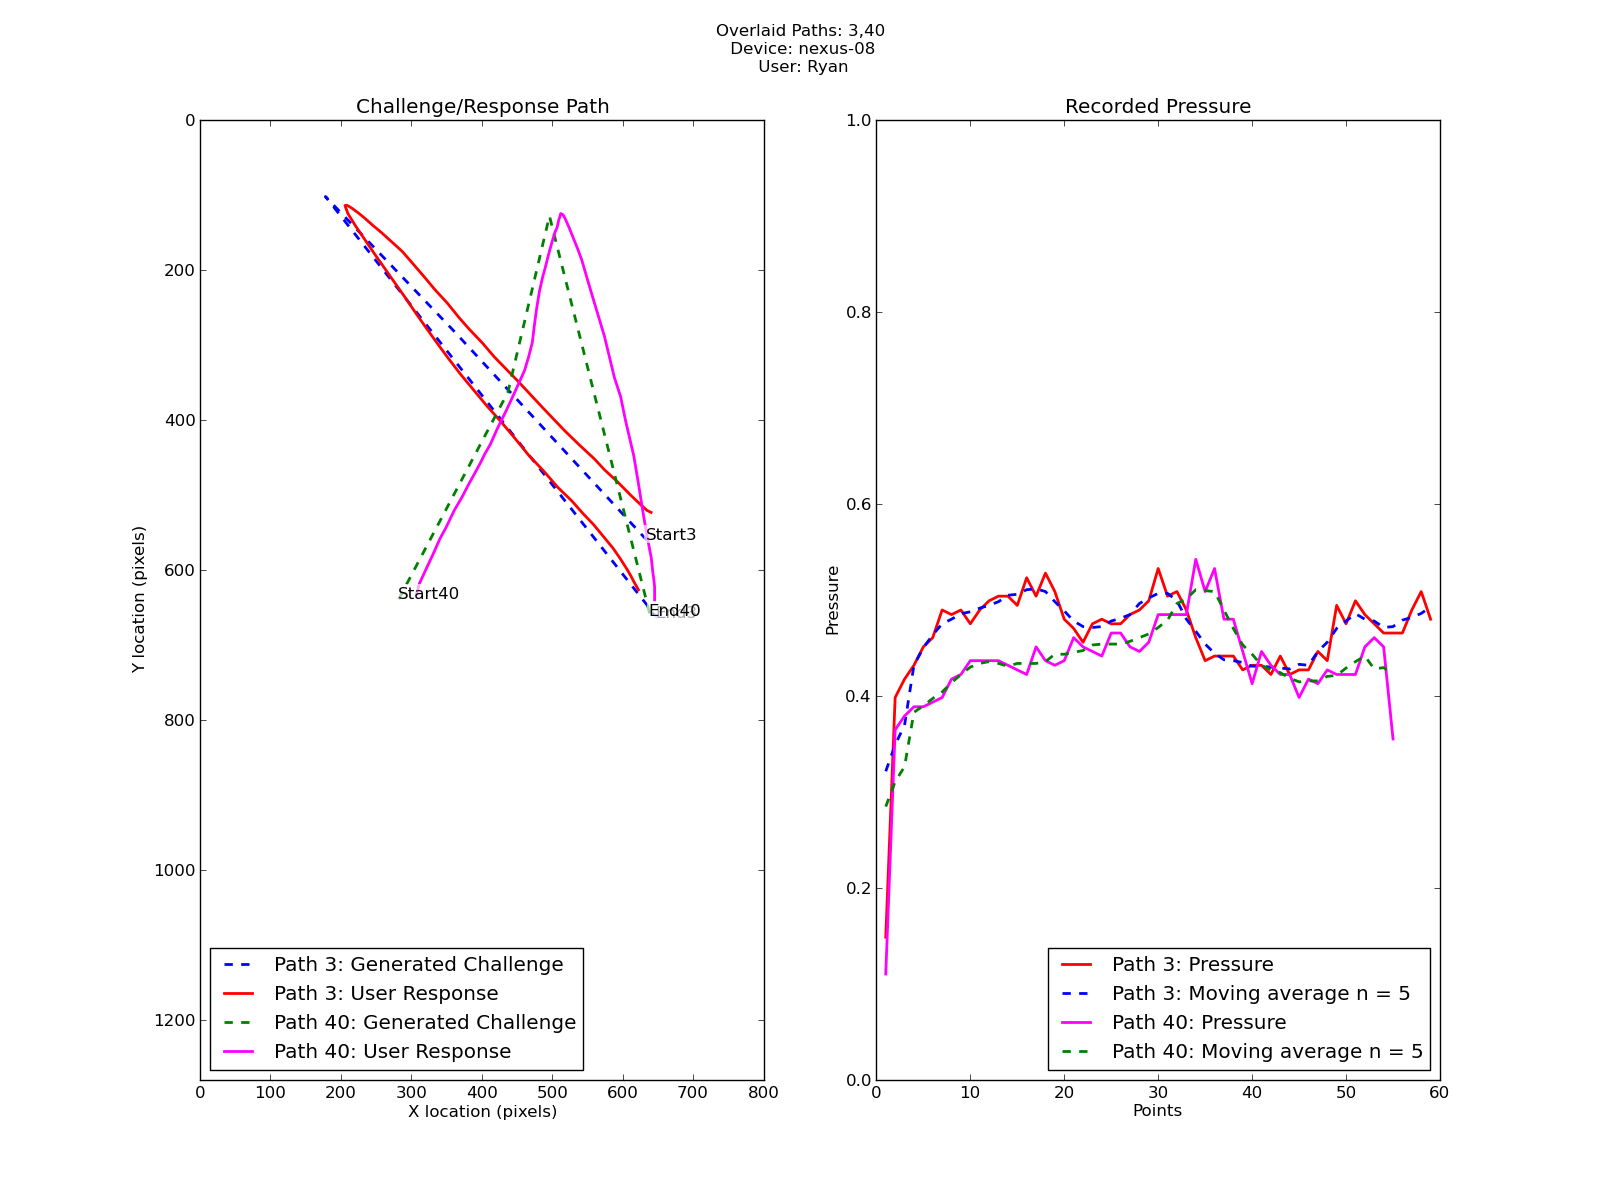 Overlaid Paths: 3,40
Device: nexus-08
User: Ryan
Challenge/Response Path
0
200
400
600
800
1000
1200
Y location (pixels)
Start3
Start40
End40
Path 3: Generated Challenge
Path 3: User Response
Path 40: Generated Challenge
Path 40: User Response
0 100 200 300 400 500 600 700 800
X location (pixels)
Recorded Pressure
1.0
0.8
0.6
0.4
0.2
0.0
Pressure
Path 3: Pressure
Path 3: Moving average n = 5
Path 40: Pressure
Path 40: Moving average n = 5
0 10 20 30 40 50 60
Points